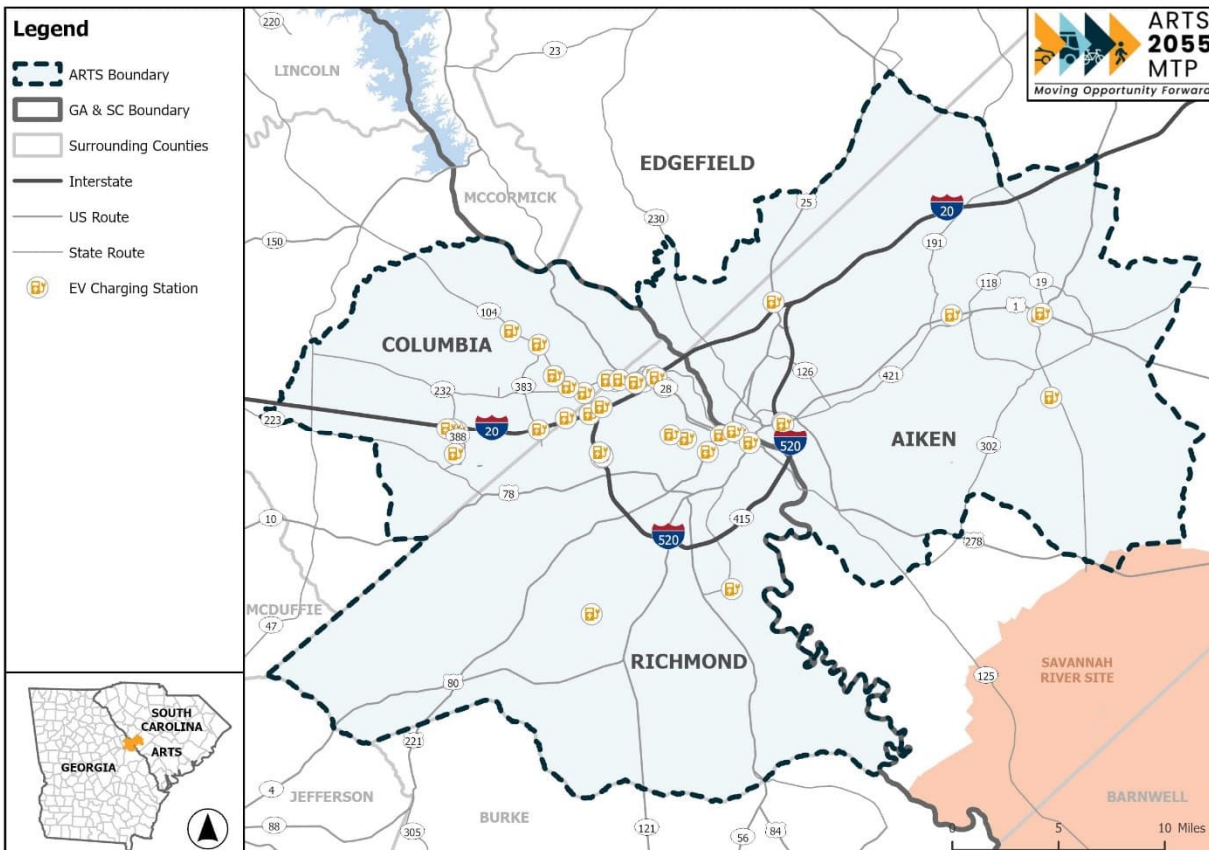 Legend
ARTS Boundary
GA & SC Boundary
Surrounding Counties
Interstate
US Route
State Route
EV Charging Station
ARTS
2055
MTP
Moving Opportunity Forward
220
23
LINCOLN
EDGEFIELD
MCCORMICK
25
20
230
150
191
118
19
104
1
COLUMBIA
126
421
232
383
28
223
388
20
520
AIKEN
302
78
10
415
520
278
MCDUFFIE
47
RICHMOND
SAVANNAH
RIVER SITE
80
125
221
4
JEFFERSON
BURKE
BARNWELL
88
305
121
56
84
0 5 10 Miles
SOUTH
CAROLINA
ARTS
GEORGIA